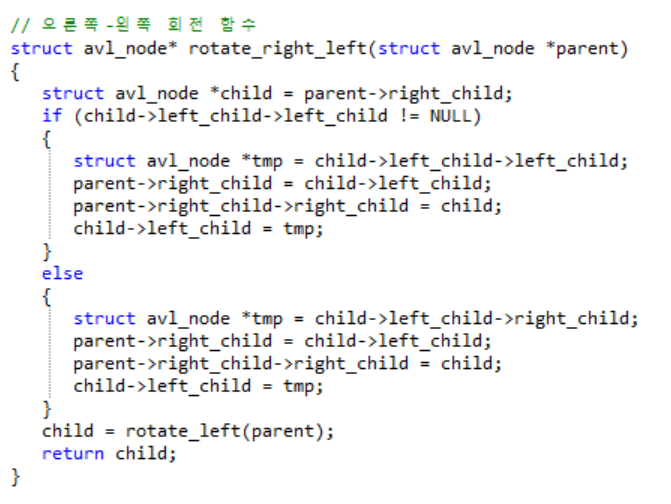 // 오른쪽-왼쪽 회전 함수
struct avl_node* rotate_right_left(struct avl_node *parent)
{
   struct avl_node *child = parent->right_child;
   if (child->left_child->left_child != NULL)
   {
      struct avl_node *tmp = child->left_child->left_child;
      parent->right_child = child->left_child;
      parent->right_child->right_child = child;
      child->left_child = tmp;
   }
   else
   {
      struct avl_node *tmp = child->left_child->right_child;
      parent->right_child = child->left_child;
      parent->right_child->right_child = child;
      child->left_child = tmp;
   }
   child = rotate_left(parent);
   return child;
}